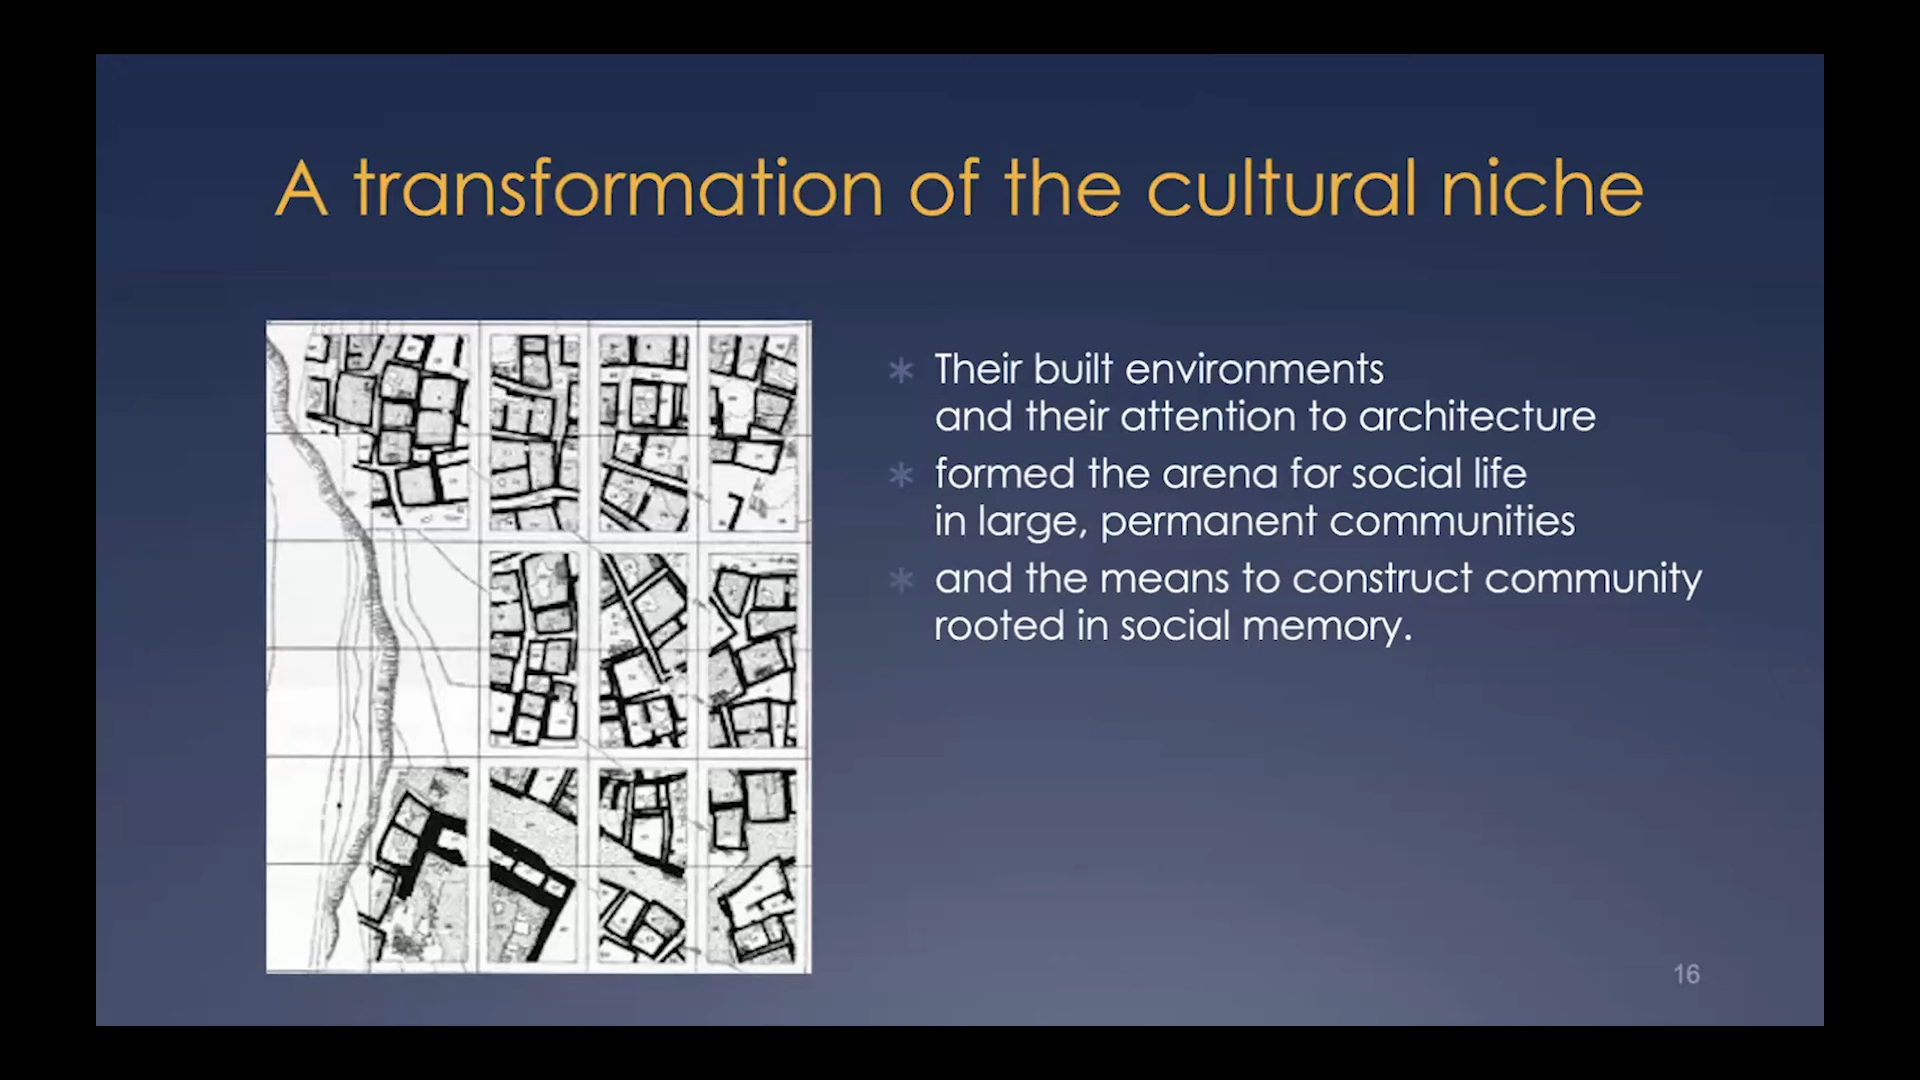 A transformation of the cultural niche
Their built environments
and their attention to architecture
formed the arena for social life
in large, permanent communities
and the means to construct community
rooted in social memory.
16